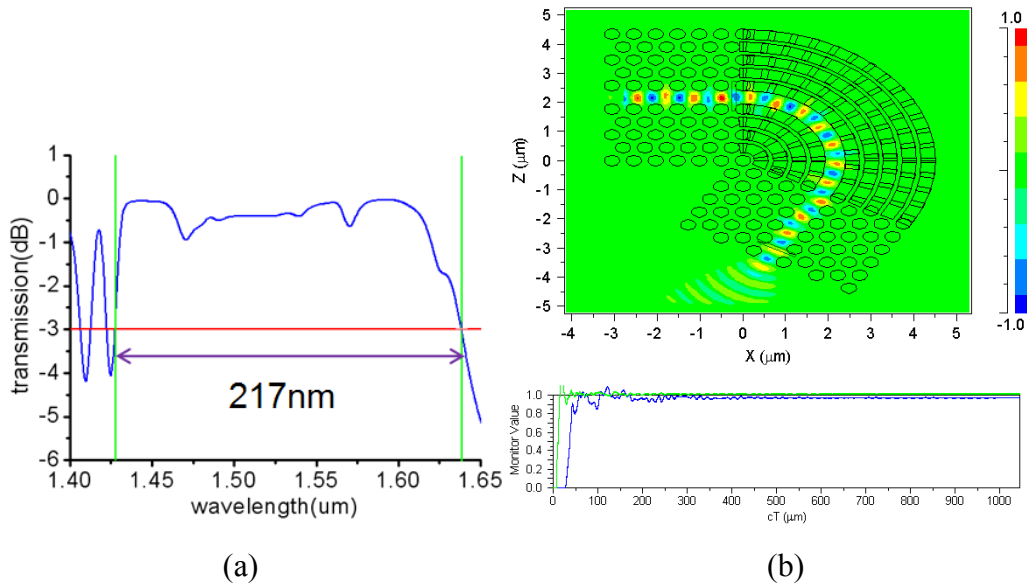 transmission(dB)
1
0
-1
-2
-3
-4
-5
-6
217nm
1.40 1.45 1.50 1.55 1.60 1.65
wavelength(um)
(a)
Z (μm)
5
4
3
2
1
0
-1
-2
-3
-4
-5
-4 -3 -2 -1 0 1 2 3 4 5
X (μm)
1.0
-1.0
Monitor Value
1.0
0.8
0.6
0.4
0.2
0.0
0 100 200 300 400 500 600 700 800 900 1000
cT (μm)
(b)